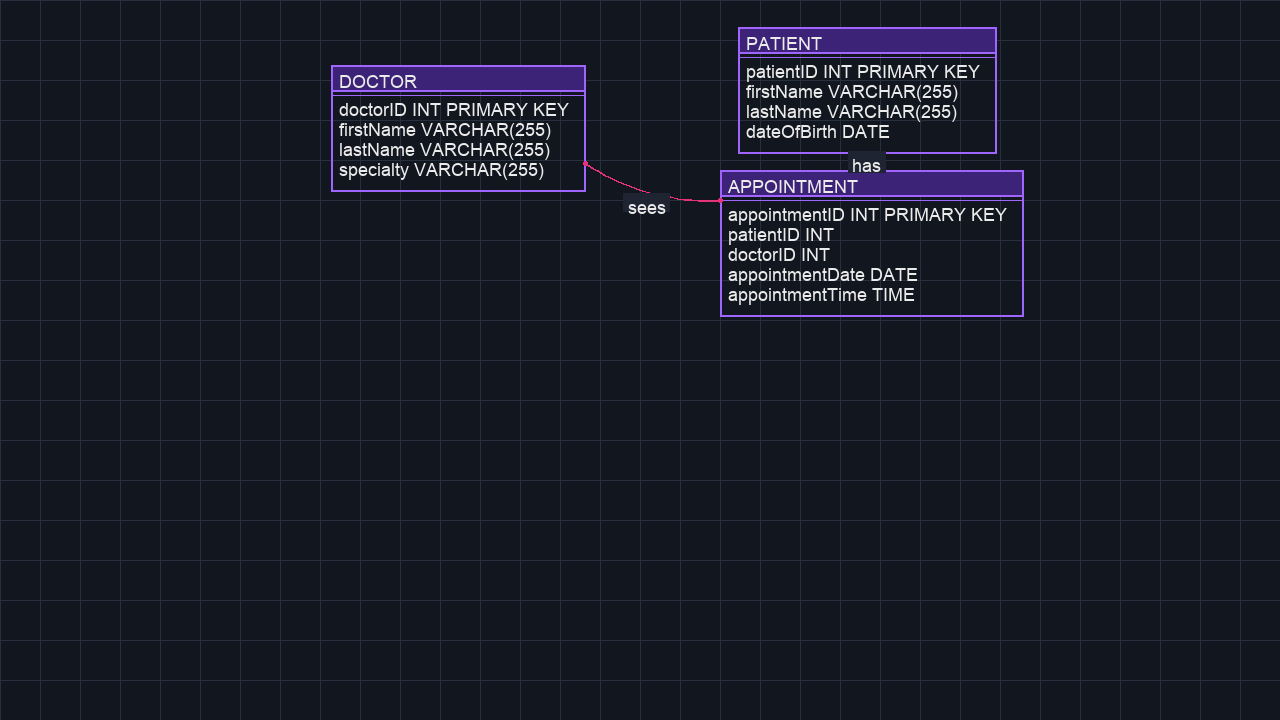 DOCTOR
doctorID INT PRIMARY KEY
firstName VARCHAR(255)
lastName VARCHAR(255)
specialty VARCHAR(255)
sees
PATIENT
patientID INT PRIMARY KEY
firstName VARCHAR(255)
lastName VARCHAR(255)
dateOfBirth DATE
has
APPOINTMENT
appointmentID INT PRIMARY KEY
patientID INT
doctorID INT
appointmentDate DATE
appointmentTime TIME